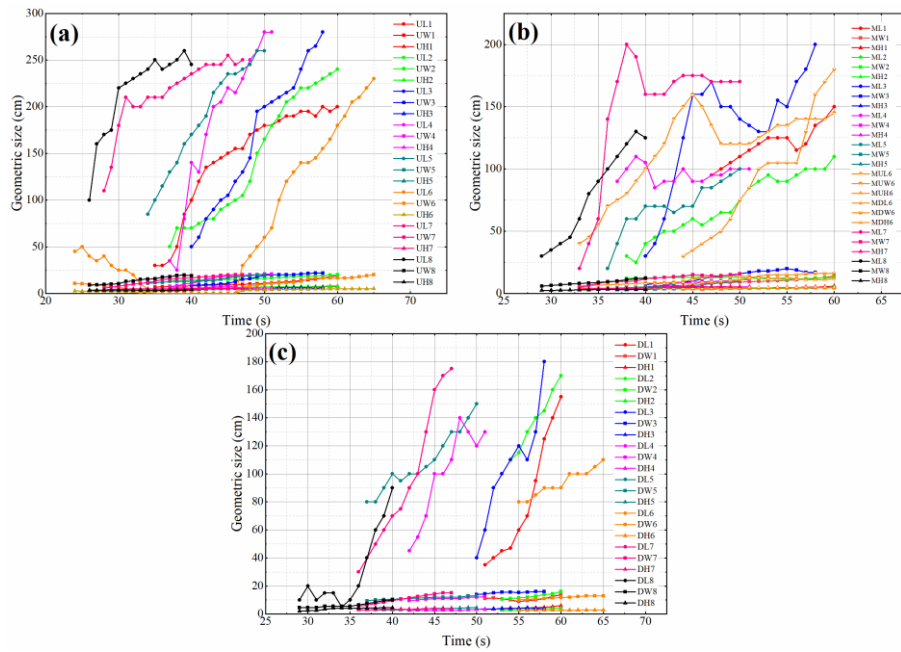 (a)
Geometric size (cm)
300
250
200
150
100
50
0
20
30
40
50
60
70
Time (s)
UL1
UW1
UH1
UL2
UW2
UH2
UL3
UW3
UH3
UL4
UW4
UH4
UL5
UW5
UH5
UL6
UW6
UH6
UL7
UW7
UH7
UL8
UW8
UH8
(b)
Geometric size (cm)
200
150
100
50
0
25
30
35
40
45
50
55
60
65
Time (s)
ML1
MW1
MH1
ML2
MW2
MH2
ML3
MW3
MH3
ML4
MW4
MH4
ML5
MW5
MH5
MUL6
MUW6
MUH6
MDL6
MDW6
MDH6
ML7
MW7
MH7
ML8
MW8
MH8
(c)
Geometric size (cm)
200
180
160
140
120
100
80
60
40
20
0
25
30
35
40
45
50
55
60
65
70
Time (s)
DL1
DW1
DH1
DL2
DW2
DH2
DL3
DW3
DH3
DL4
DW4
DH4
DL5
DW5
DH5
DL6
DW6
DH6
DL7
DW7
DH7
DL8
DW8
DH8